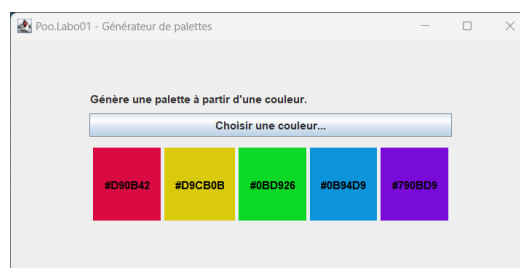 Poo.Labo01 - Générateur de palettes
Génère une palette à partir d'une couleur.
Choisir une couleur...
#D90B42 #D9CB0B #0BD926 #0B94D9 #790BD9